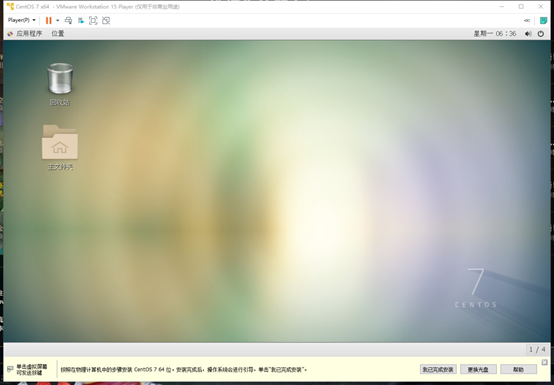 CentOS 7 x64 - VMware Workstation 15 Player (仅用于非商业用途)
Player(P)
应用程序 位置 星期一 06:36
回收站
主文件夹
7
CENTOS
1 / 4
单击虚拟屏幕
可发送按键
按照在物理计算机中的步骤安装 CentOS 7 64 位。安装完成后，操作系统会进行引导，单击“我已完成安装”。
我已完成安装 更换光盘 帮助